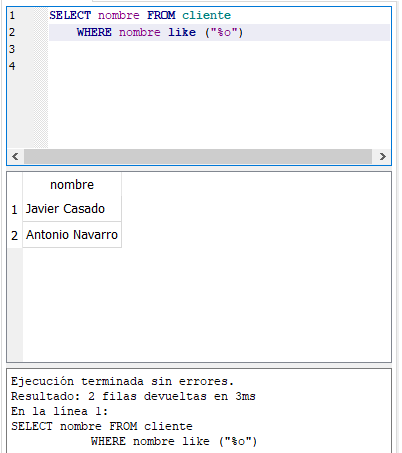 1 SELECT nombre FROM cliente
2 WHERE nombre like ("%o")
3
4
nombre
1 Javier Casado
2 Antonio Navarro
Ejecución terminada sin errores.
Resultado: 2 filas devueltas en 3ms
En la línea 1:
SELECT nombre FROM cliente
WHERE nombre like ("%o")